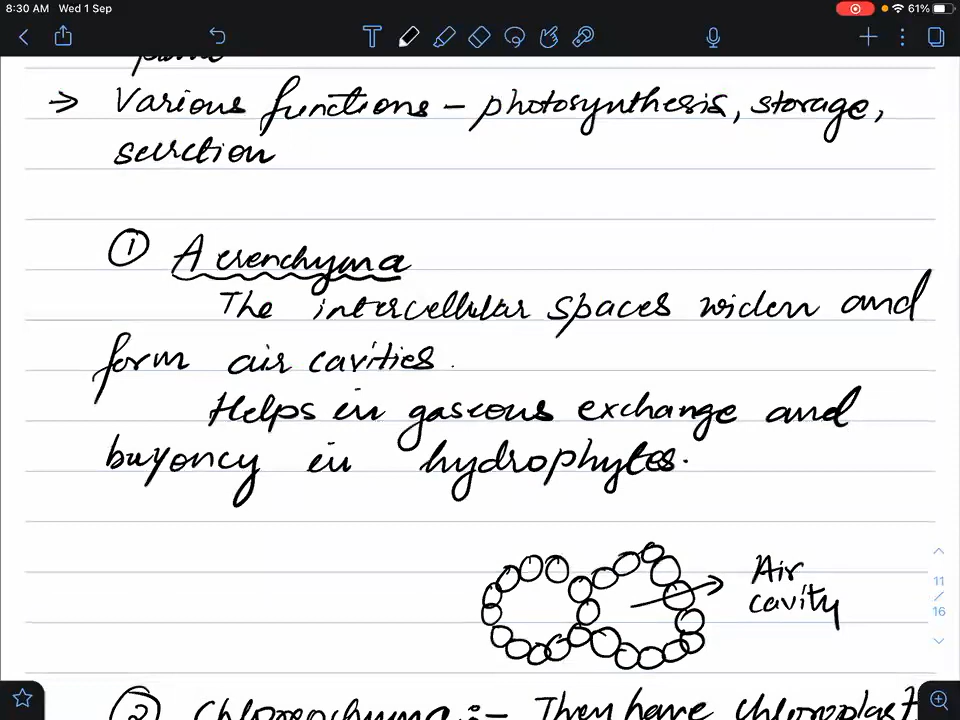 8:30 AM Wed 1 Sep
61%
→ Various functions - photosynthesis, storage,
secretion
① Aerenchyma
The intercellular spaces widen and
form air cavities.
Helps in gaseous exchange and
buyoncy in hydrophytes.
Air
cavity
11
/
16
② Chlorenchyma :- They have chloroplast